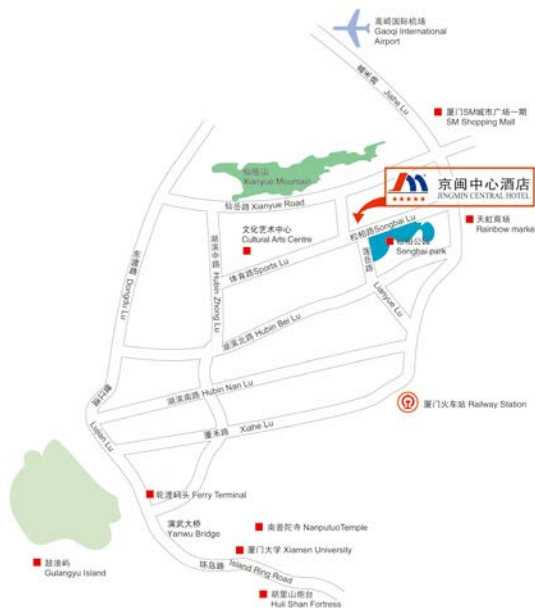 高崎国际机场
Gaoqi International
Airport
嘉禾路 Jiahe Lu
厦门SM城市广场一期
SM Shopping Mall
仙岳山
Xianyue Mountain
京闽中心酒店
JINGMIN CENTRAL HOTEL
仙岳路 Xianyue Road
文化艺术中心
Cultural Arts Centre
松柏路Songbai Lu
天虹商场
Rainbow marke
松柏公园
Songbai park
东渡路 Dongdu Lu
湖滨中路 Hubin Zhong Lu
体育路Sports Lu
莲岳路 Lianyue Lu
湖滨北路 Hubin Bei Lu
湖滨南路 Hubin Nan Lu
鹭江道 Lujian Lu
厦禾路 Xiahe Lu
厦门火车站 Railway Station
轮渡码头 Ferry Terminal
演武大桥
Yanwu Bridge
南普陀寺 NanputuoTemple
厦门大学 Xiamen University
鼓浪屿
Gulangyu Island
环岛路 Island Ring Road
胡里山炮台
Huli Shan Fortress